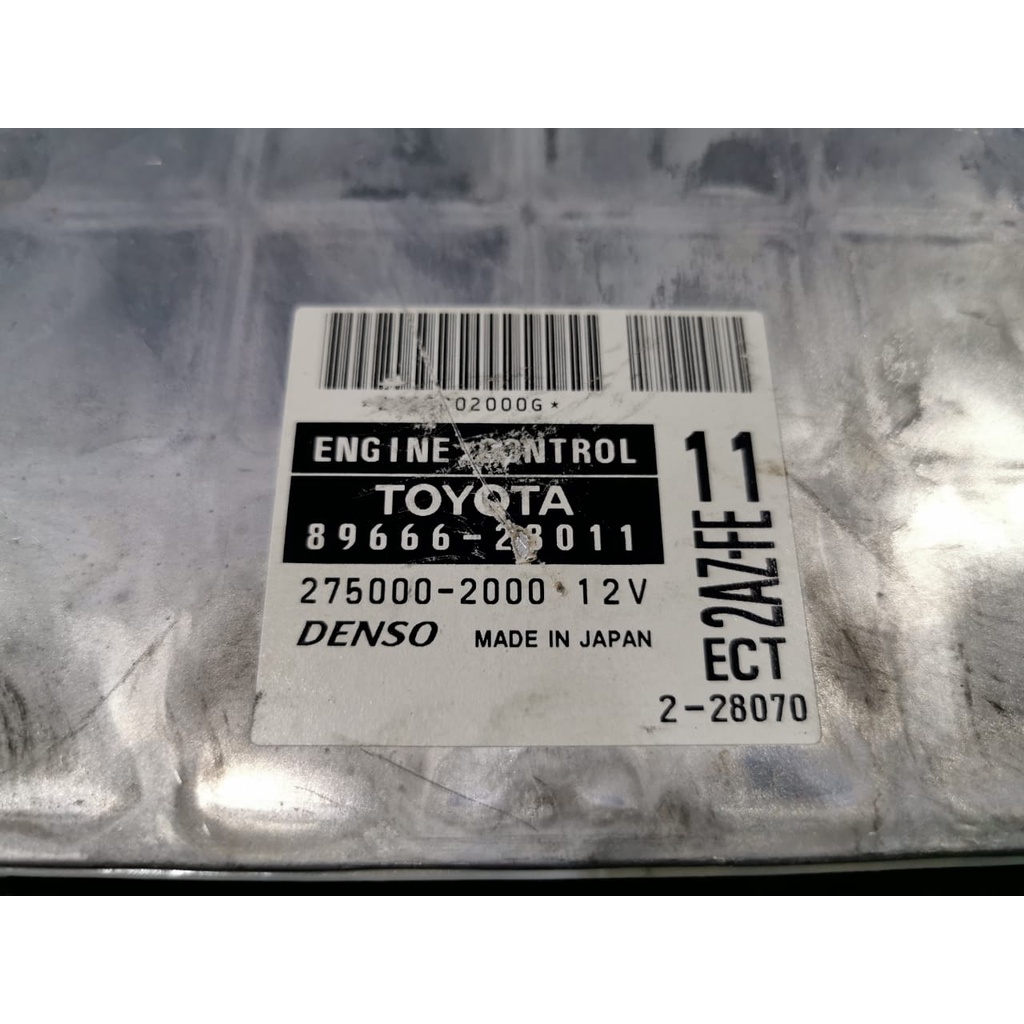 02000G*
ENGINE CONTROL
TOYOTA
89666-28011
275000-2000 12V
DENSO MADE IN JAPAN
11
2AZ-FE
ECT
2-28070